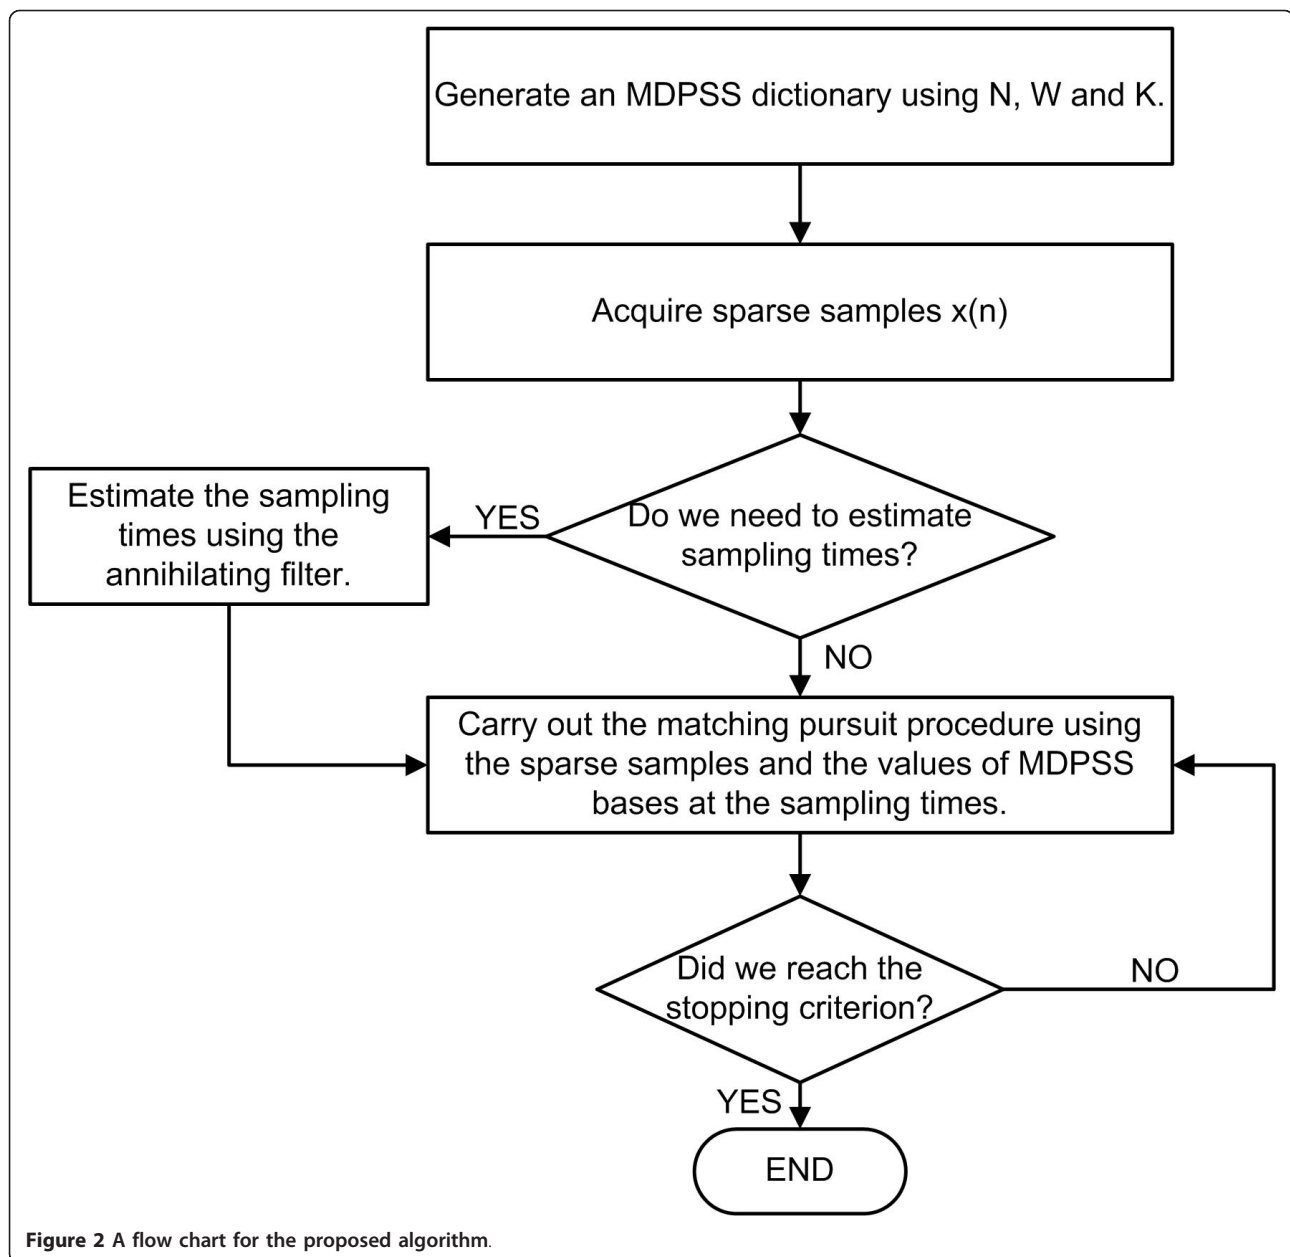 Generate an MDPSS dictionary using N, W and K.
Acquire sparse samples x(n)
Do we need to estimate
sampling times?
YES
Estimate the sampling
times using the
annihilating filter.
NO
Carry out the matching pursuit procedure using
the sparse samples and the values of MDPSS
bases at the sampling times.
Did we reach the
stopping criterion?
NO
YES
END
Figure 2 A flow chart for the proposed algorithm.